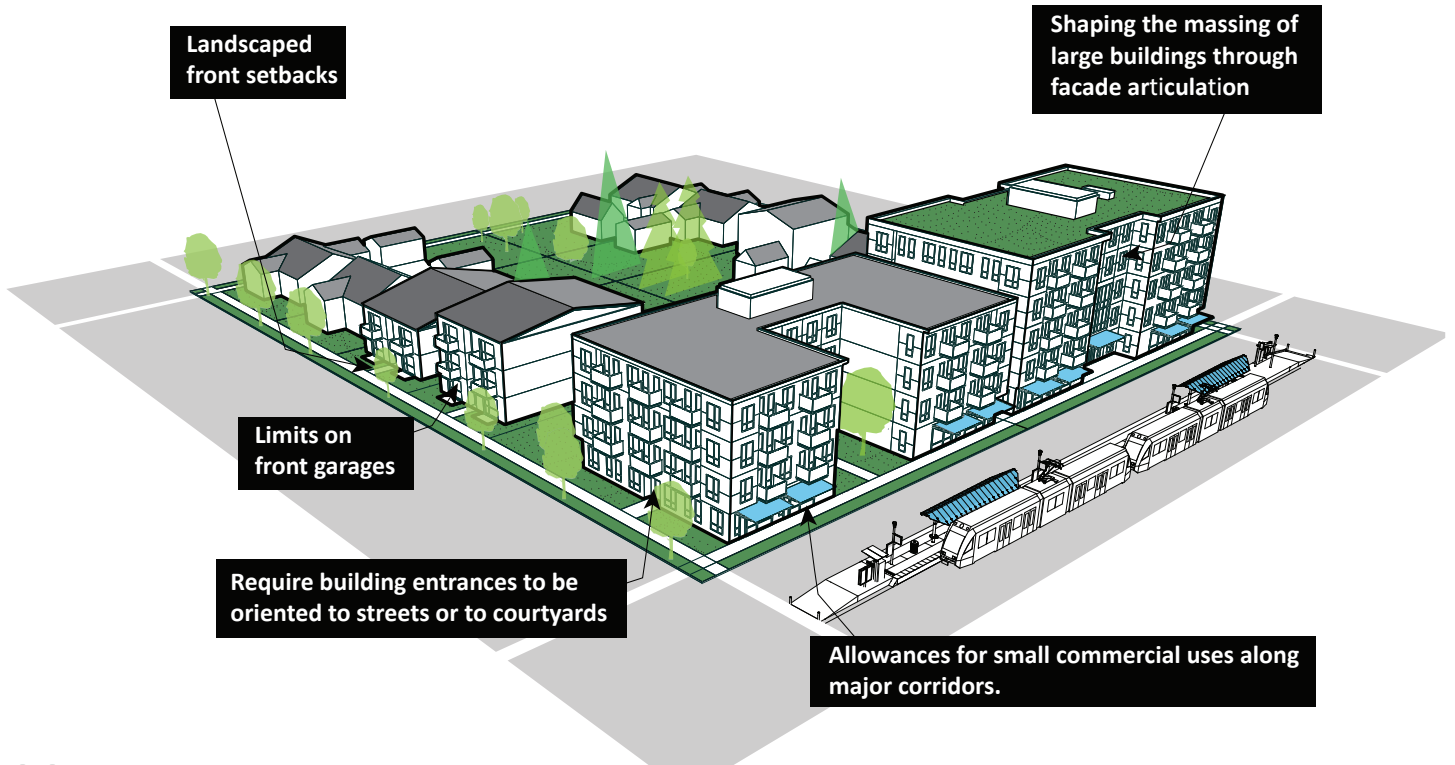 Landscaped
front setbacks
Shaping the massing of
large buildings through
facade articulation
Limits on
front garages
Require building entrances to be
oriented to streets or to courtyards
Allowances for small commercial uses along
major corridors.